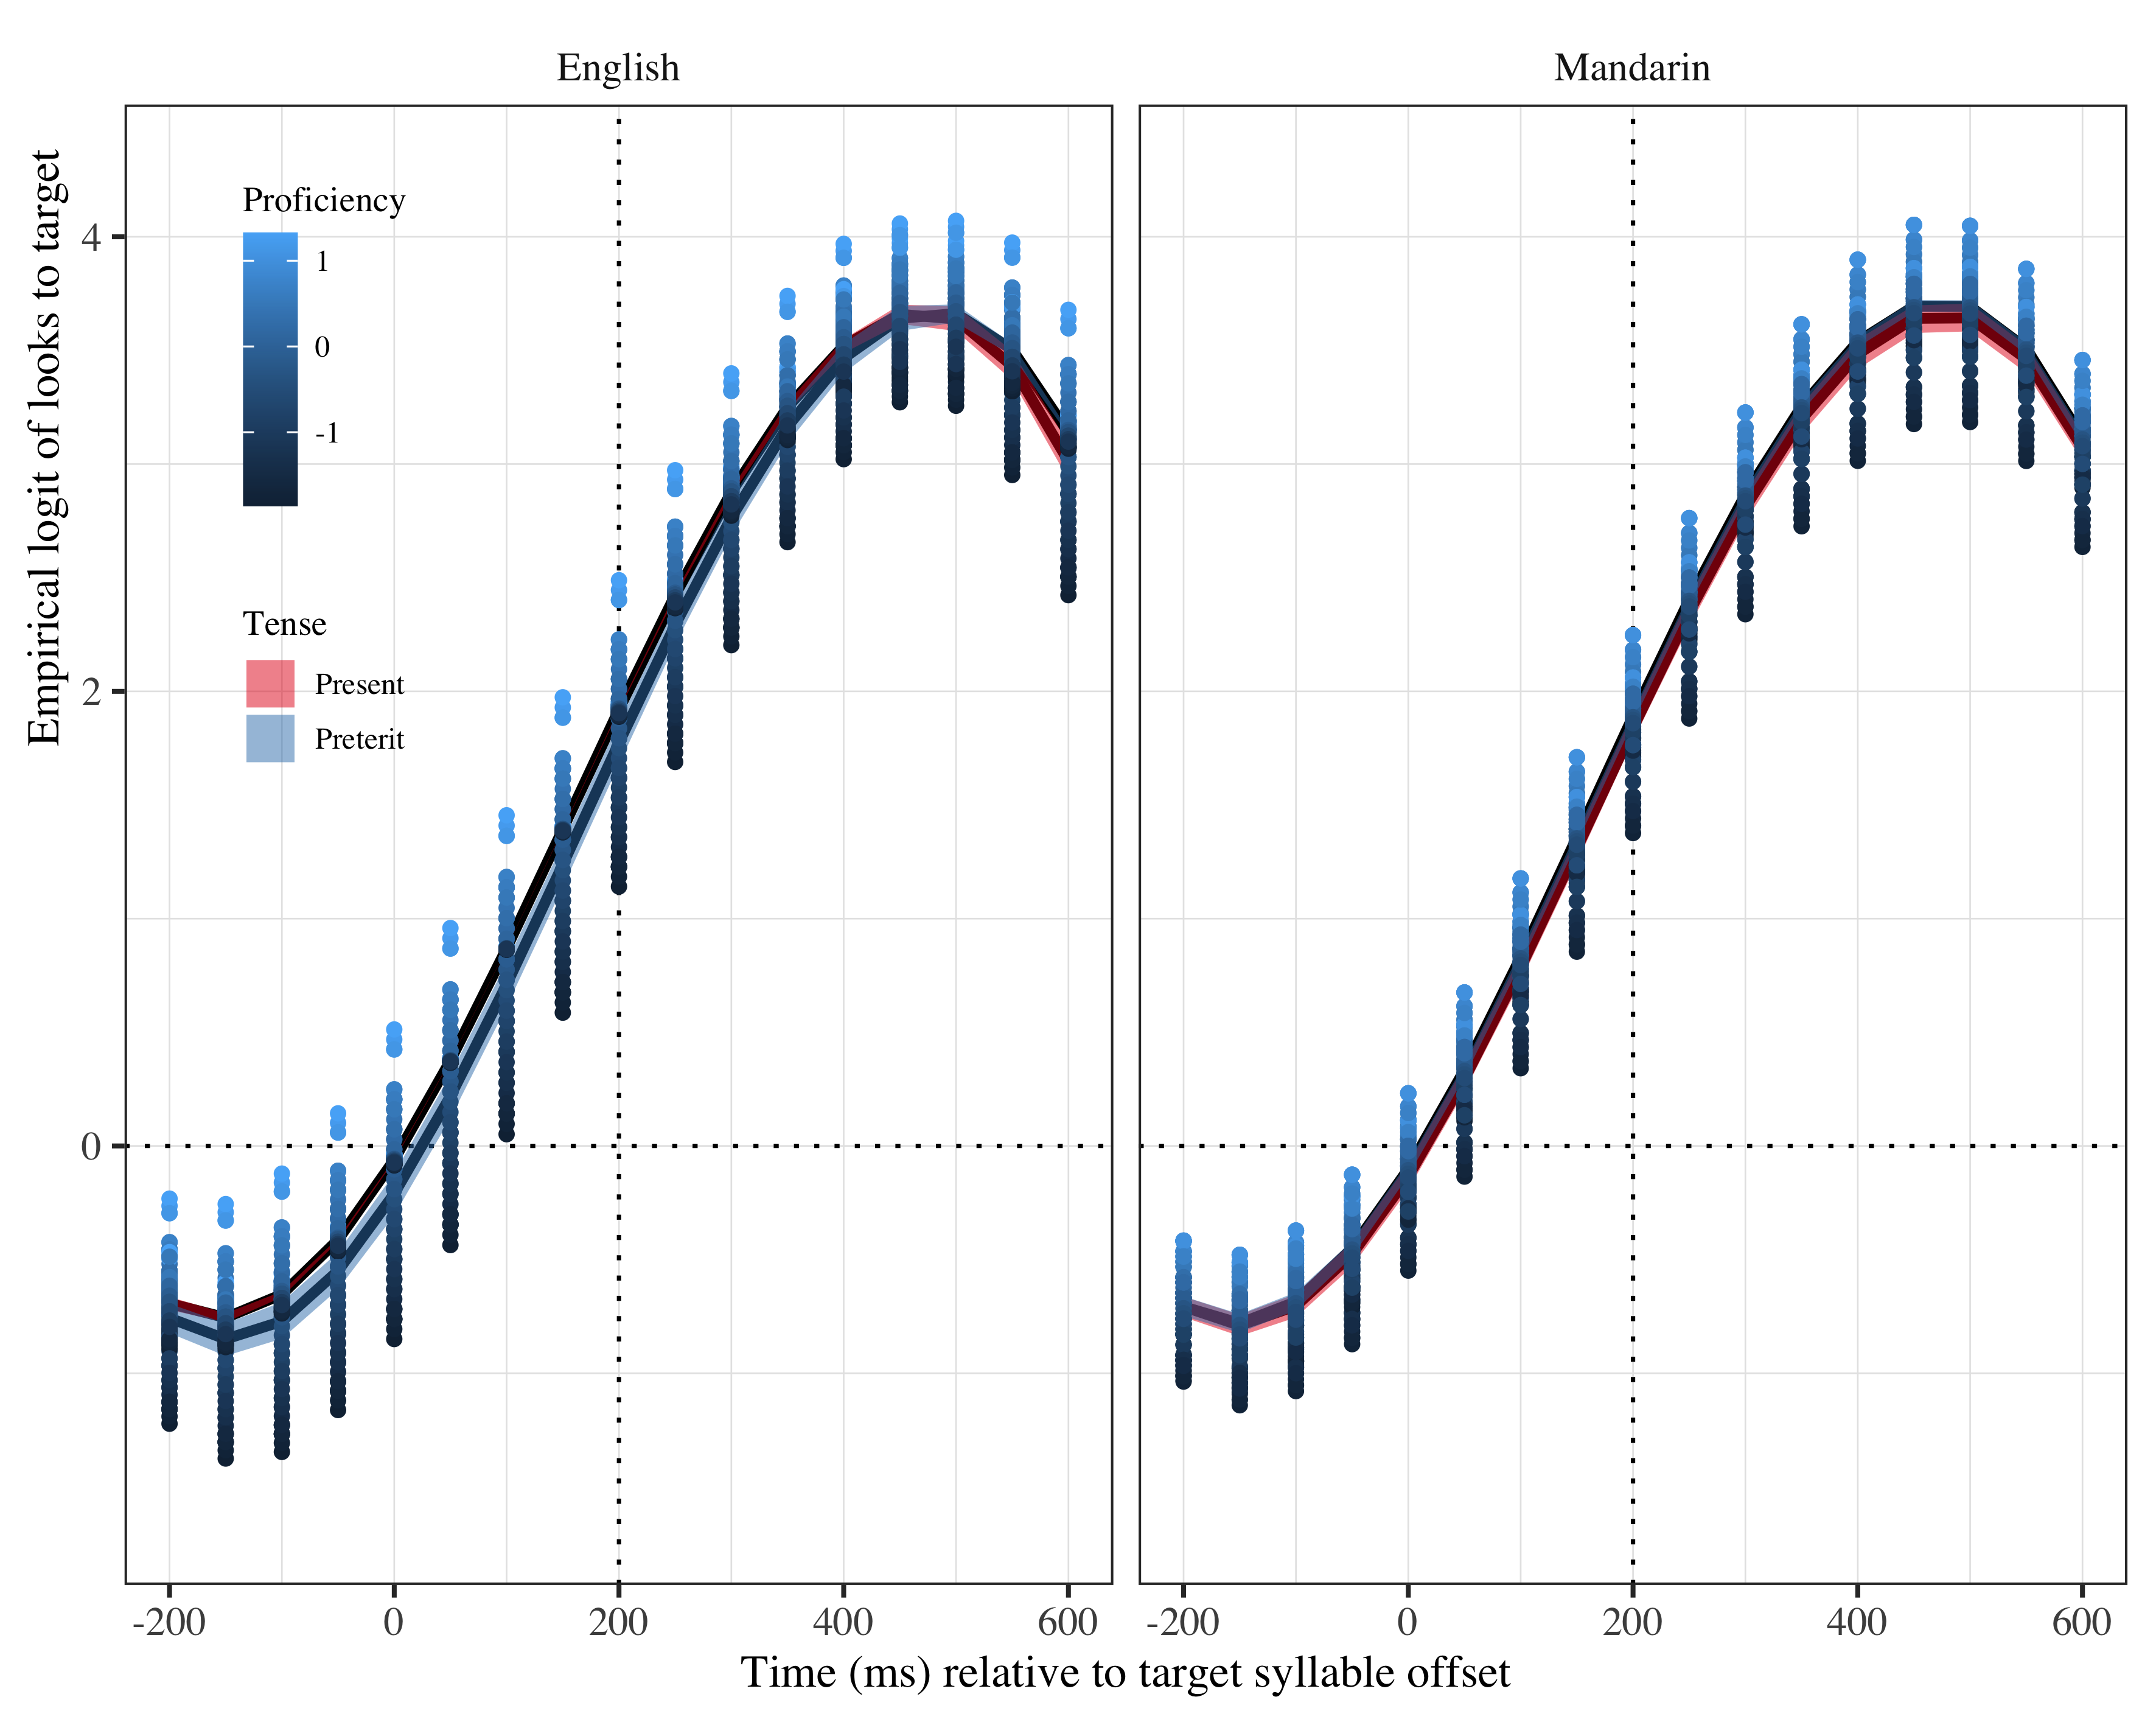 English
Mandarin
Empirical logit of looks to target
4
2
0
Proficiency
1
0
-1
Tense
Present
Preterit
-200 0 200 400 600
-200 0 200 400 600
Time (ms) relative to target syllable offset